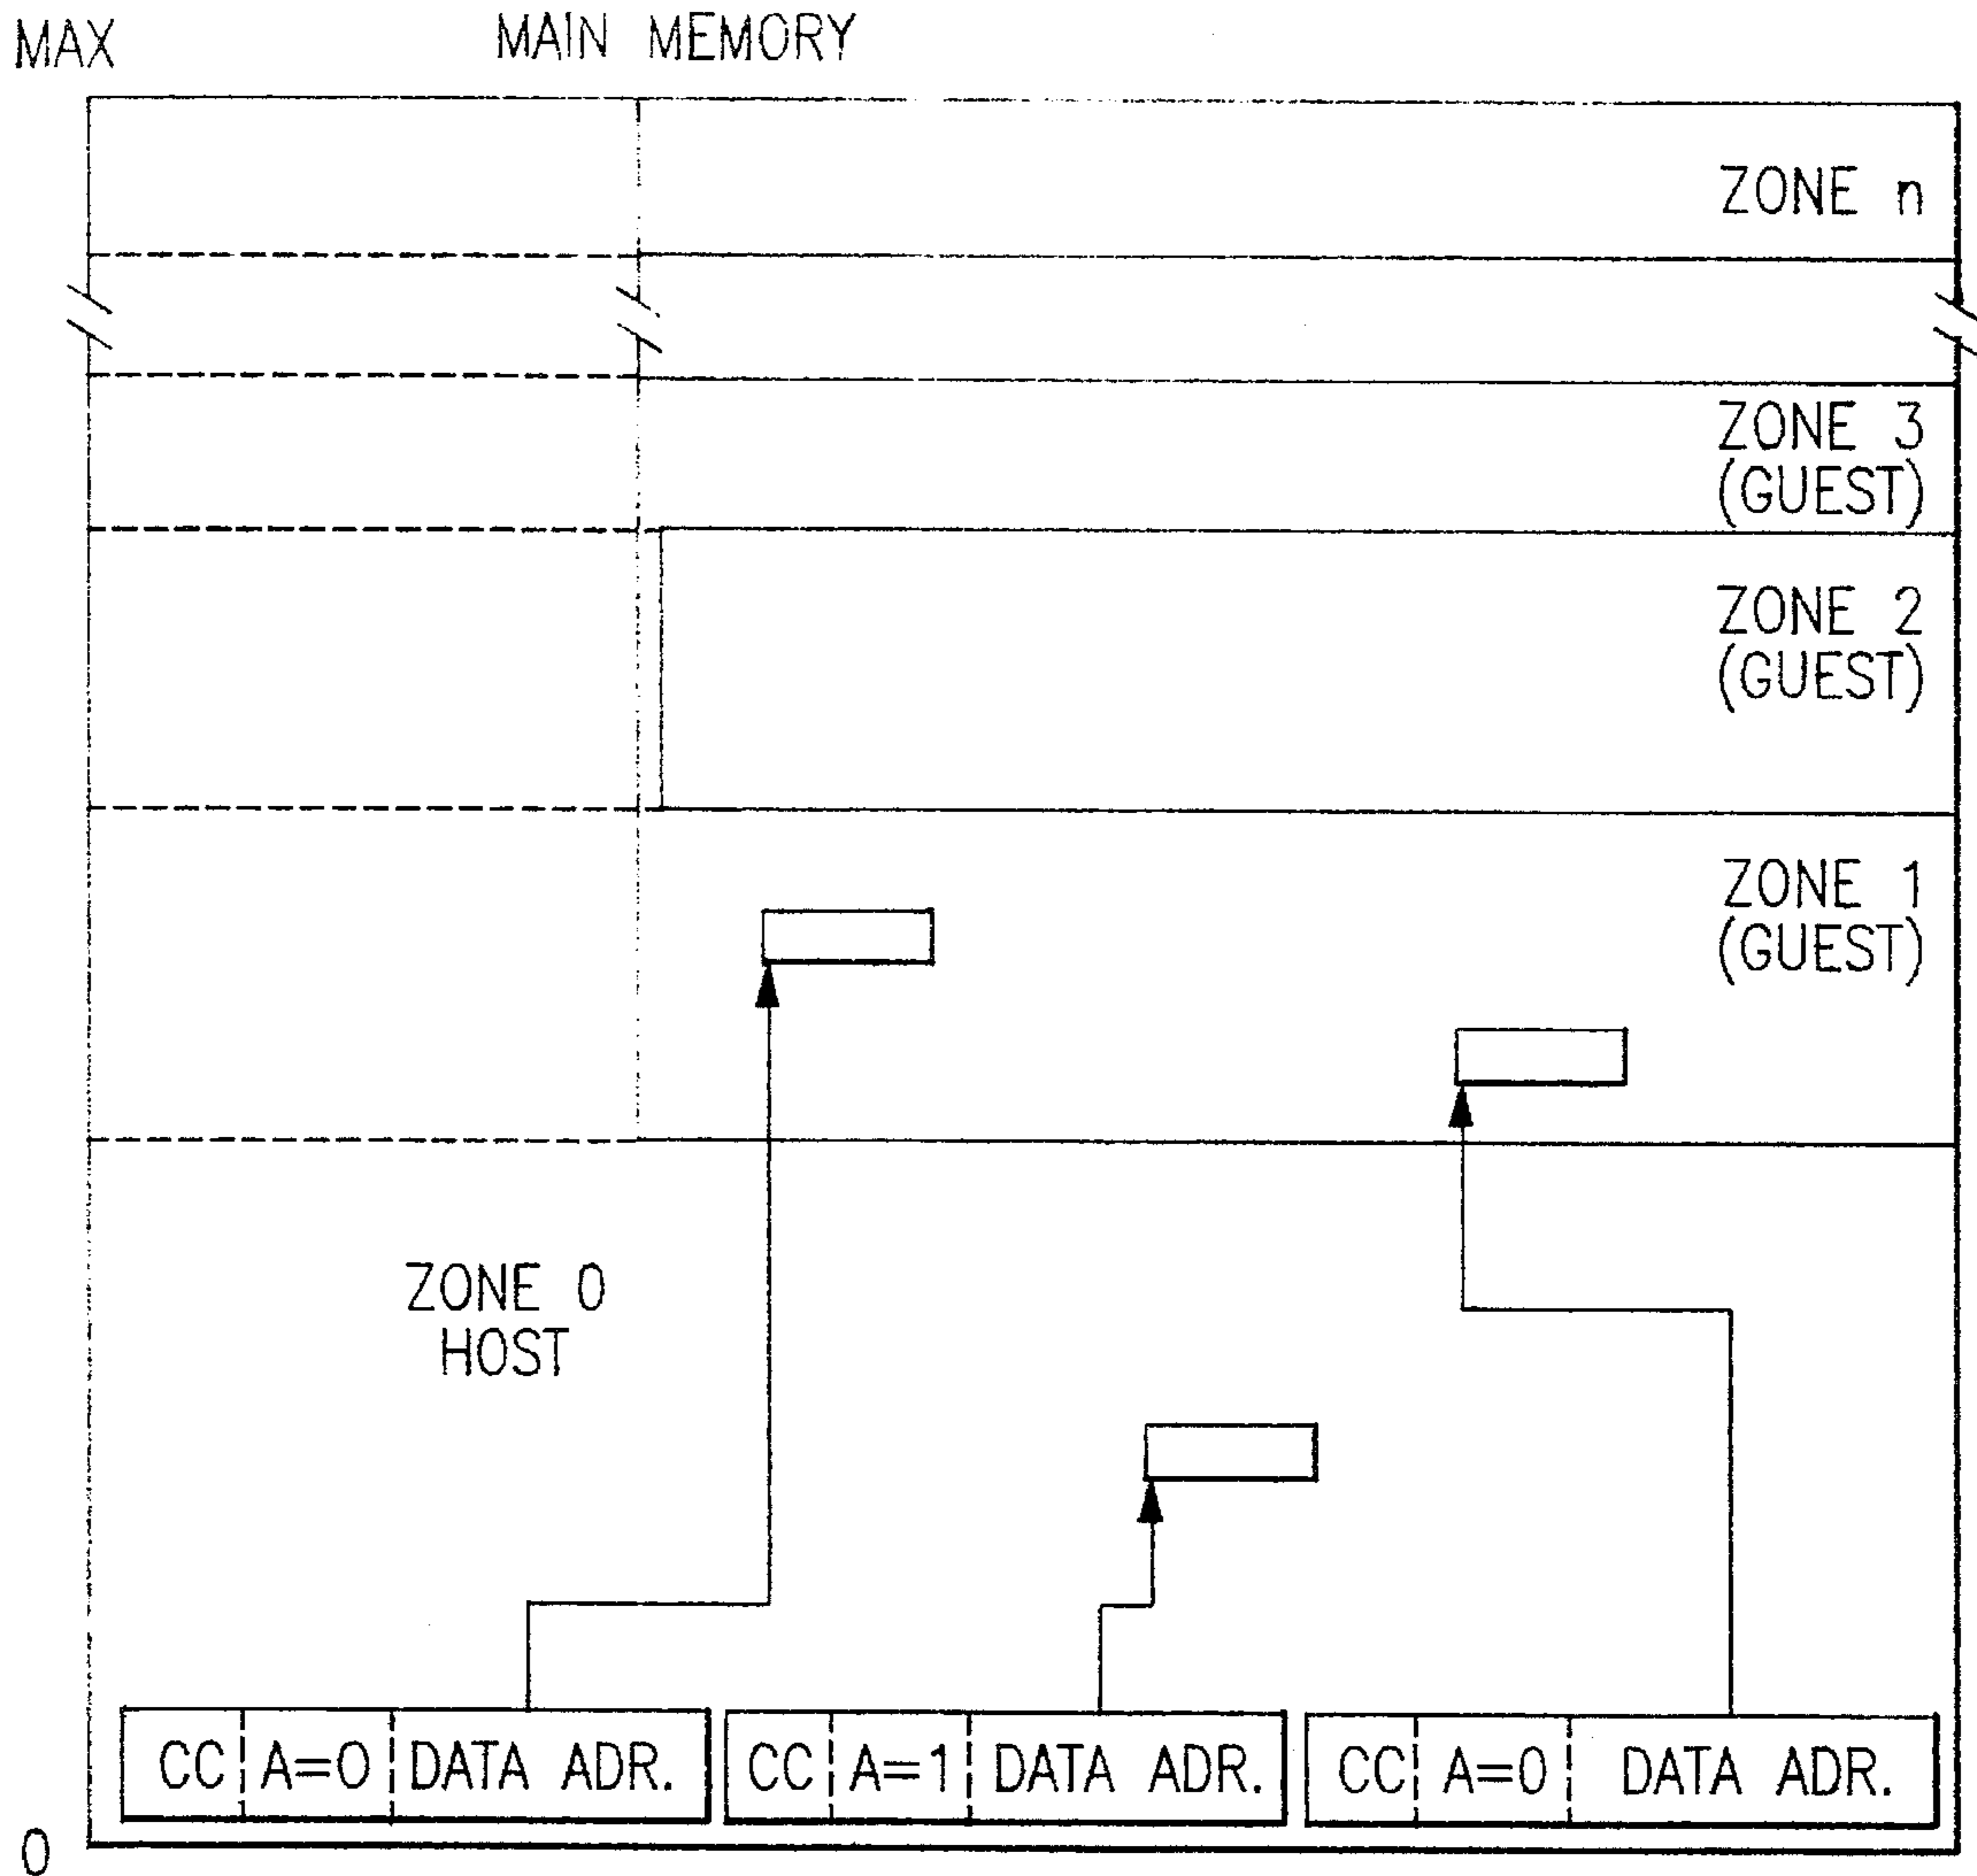 MAX
MAIN MEMORY
ZONE n
ZONE 3
(GUEST)
ZONE 2
(GUEST)
ZONE 1
(GUEST)
ZONE 0
HOST
CC A=0 DATA ADR.
CC A=1 DATA ADR.
CC A=0 DATA ADR.
0